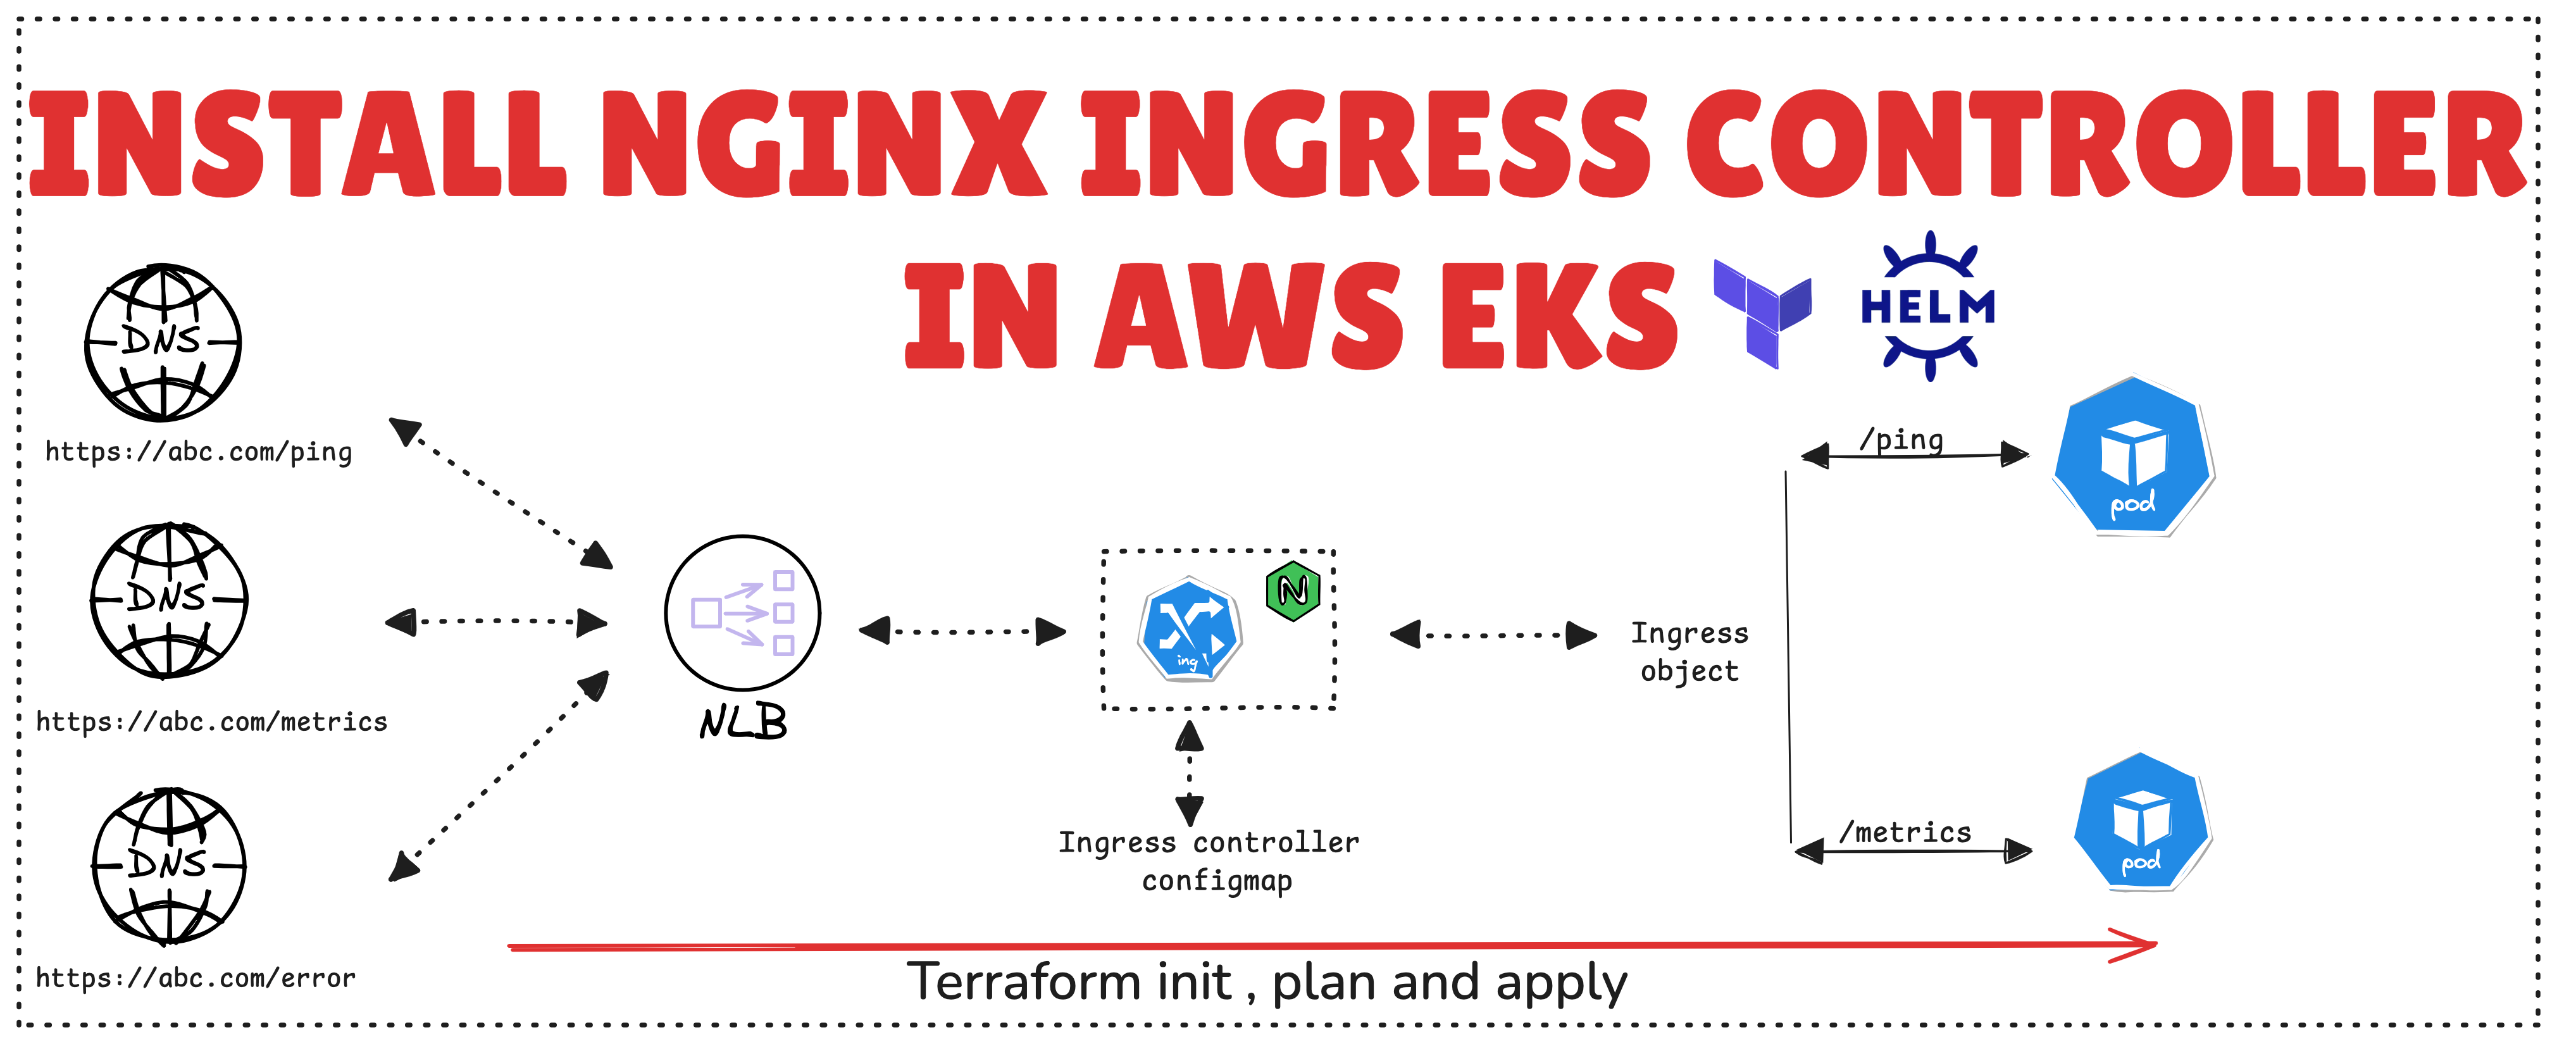 INSTALL NGINX INGRESS CONTROLLER
IN AWS EKS
HELM
DNS
https://abc.com/ping
DNS
https://abc.com/metrics
DNS
https://abc.com/error
NLB
ing
N
Ingress controller
configmap
Ingress
object
/ping
pod
/metrics
pod
Terraform init , plan and apply